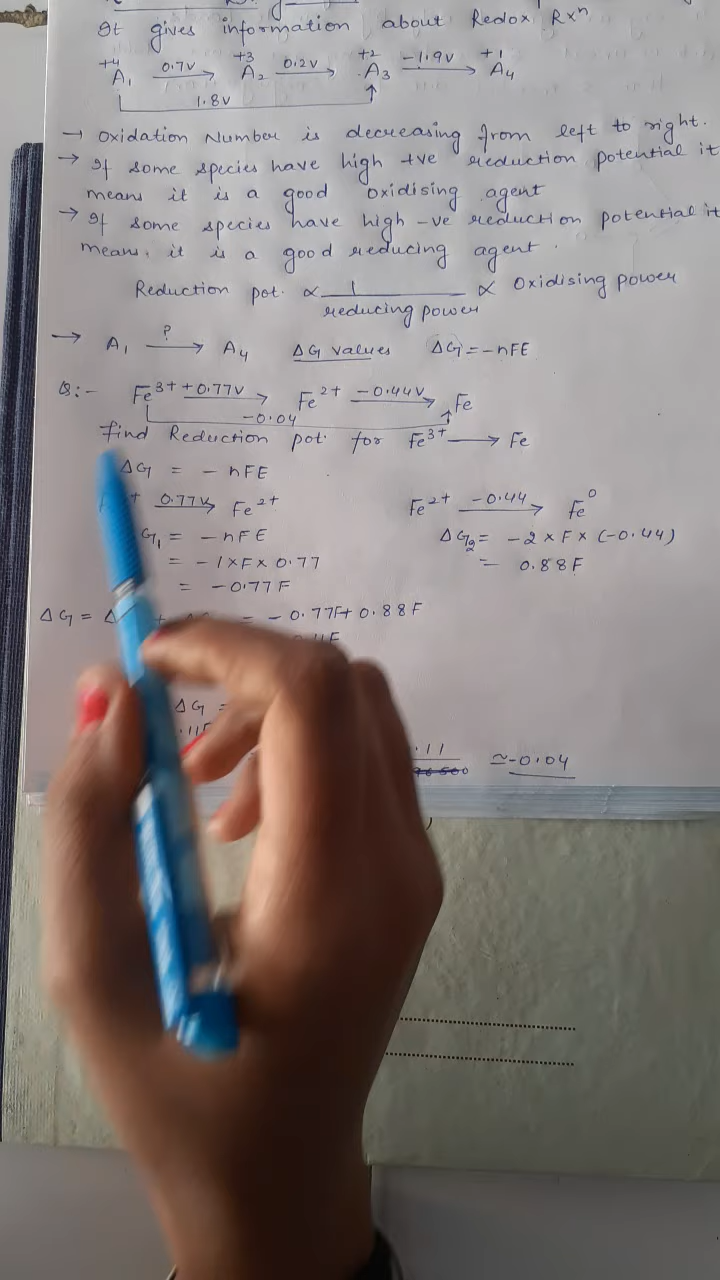 It gives information about Redox Rxⁿ
+4 +3 +2 +1
A₁ 0.7V→ A₂ 0.2V→ A₃ -1.9V→ A₄
1.8V
→ Oxidation Number is decreasing from left to right.
→ If some species have high +ve reduction potential it
means it is a good oxidising agent
→ If some species have high -ve reduction potential it
means it is a good reducing agent.
Reduction pot. ∝ 1/reducing power ∝ Oxidising power
→ A₁ ?→ A₄ ΔG values ΔG = -nFE
Q:- Fe³⁺ +0.77V→ Fe²⁺ -0.44V→ Fe
-0.04
find Reduction pot. for Fe³⁺ → Fe
ΔG = -nFE
0.77V→ Fe²⁺ Fe²⁺ -0.44→ Fe⁰
G₁ = -nFE ΔG₂ = -2×F×(-0.44)
= -1×F×0.77 = 0.88F
= -0.77F
ΔG = = -0.77F+0.88F
ΔG =
.11 ≃-0.04